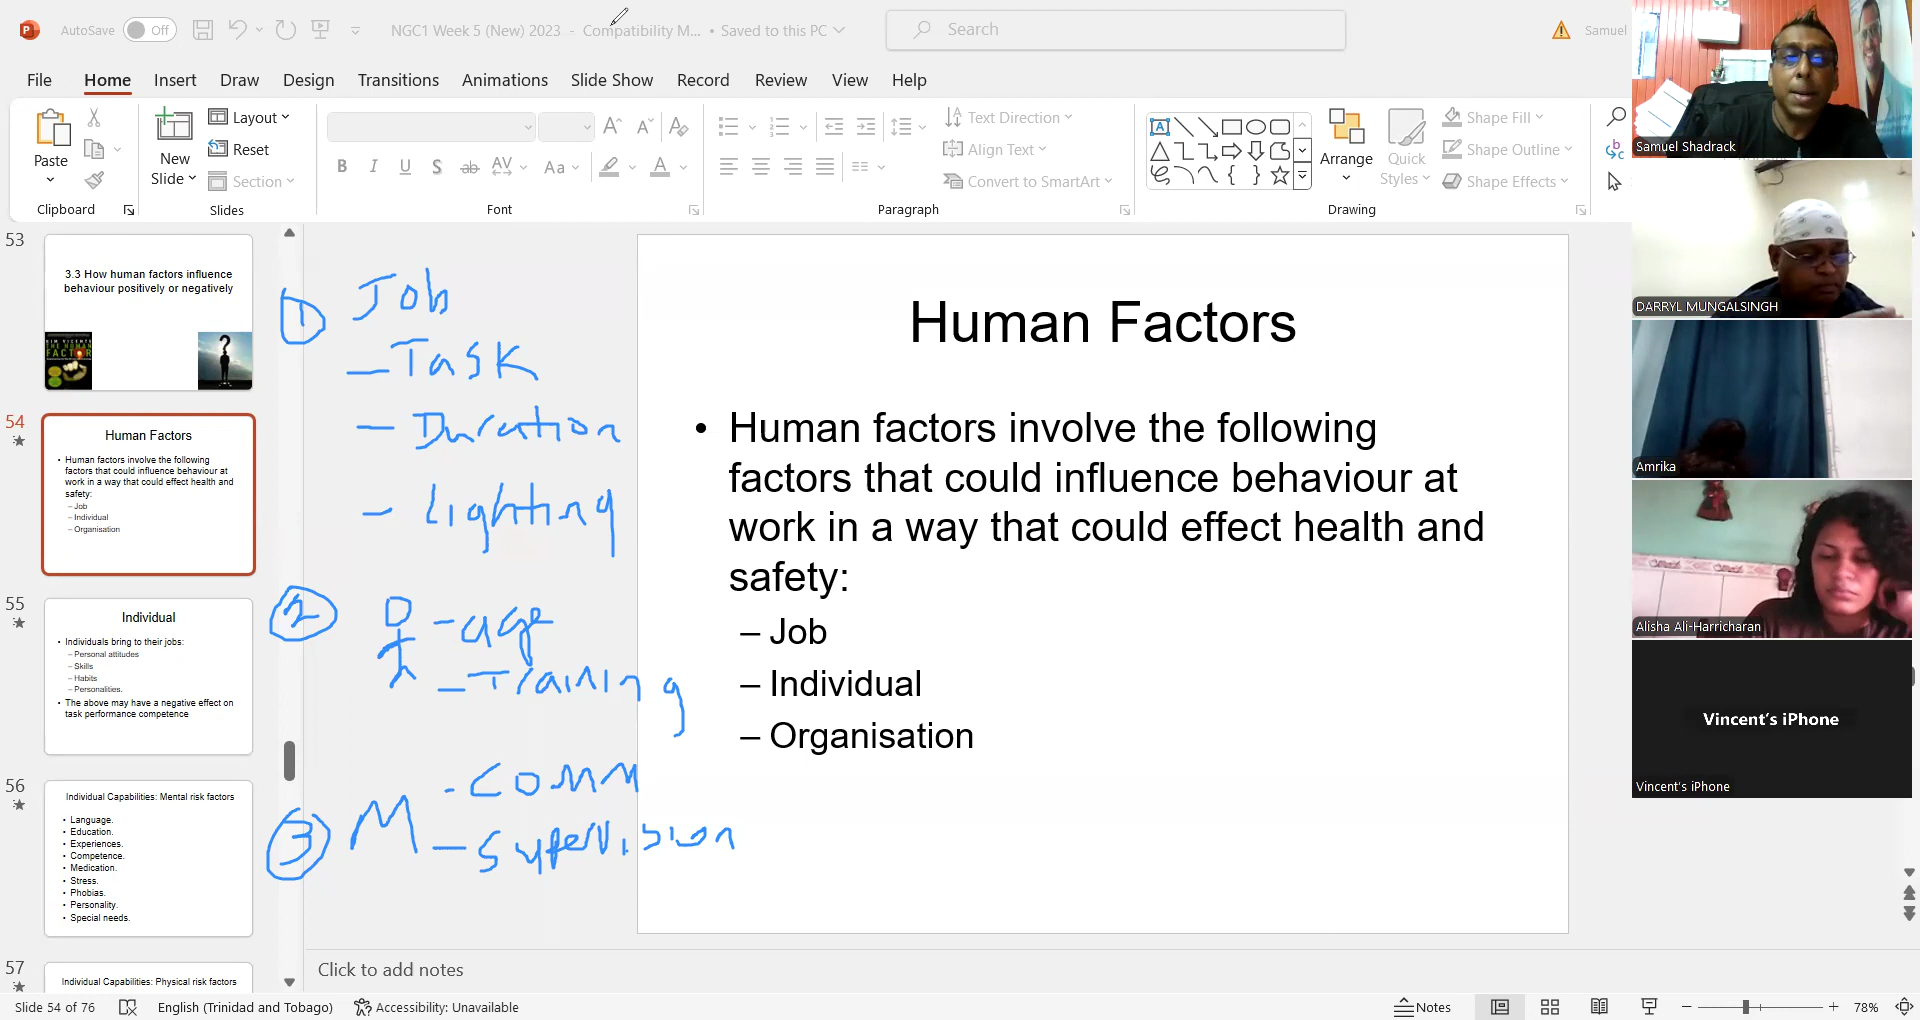 AutoSave Off NGC1 Week 5 (New) 2023 - Compatibility M... • Saved to this PC Search Samuel
File Home Insert Draw Design Transitions Animations Slide Show Record Review View Help
Paste
Clipboard
New
Slide
Layout
Reset
Section
Slides
B I U S ab AV Aa A
Font
Text Direction
Align Text
Convert to SmartArt
Paragraph
Arrange
Quick
Styles
Shape Fill
Shape Outline
Shape Effects
Drawing
53
3.3 How human factors influence
behaviour positively or negatively
54
Human Factors
• Human factors involve the following
factors that could influence behaviour at
work in a way that could effect health and
safety:
– Job
– Individual
– Organisation
55
Individual
• Individuals bring to their jobs:
– Personal attitudes
– Skills
– Habits
– Personalities.
• The above may have a negative effect on
task performance competence
56
Individual Capabilities: Mental risk factors
• Language.
• Education.
• Experiences.
• Competence.
• Medication.
• Stress.
• Phobias.
• Personality.
• Special needs.
57
Individual Capabilities: Physical risk factors
1 Job
- Task
- Duration
- Lighting
2 - age
- Training
3 M - Comm
- Supervision
Human Factors
• Human factors involve the following
factors that could influence behaviour at
work in a way that could effect health and
safety:
– Job
– Individual
– Organisation
Click to add notes
Samuel Shadrack
DARRYL MUNGALSINGH
Amrika
Alisha Ali-Harricharan
Vincent's iPhone
Vincent's iPhone
Slide 54 of 76 English (Trinidad and Tobago) Accessibility: Unavailable Notes 78%